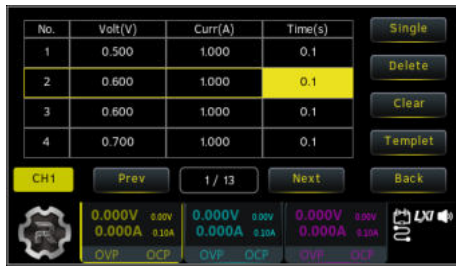 No. Volt(V) Curr(A) Time(s) Single
1 0.500 1.000 0.1
Delete
2 0.600 1.000 0.1
3 0.600 1.000 0.1 Clear
4 0.700 1.000 0.1 Templet
CH1 Prev 1 / 13 Next Back
0.000V 0.00V 0.000V 0.00V 0.000V 0.00V LXI
0.000A 0.10A 0.000A 0.10A 0.000A 0.10A
OVP OCP OVP OCP OVP OCP